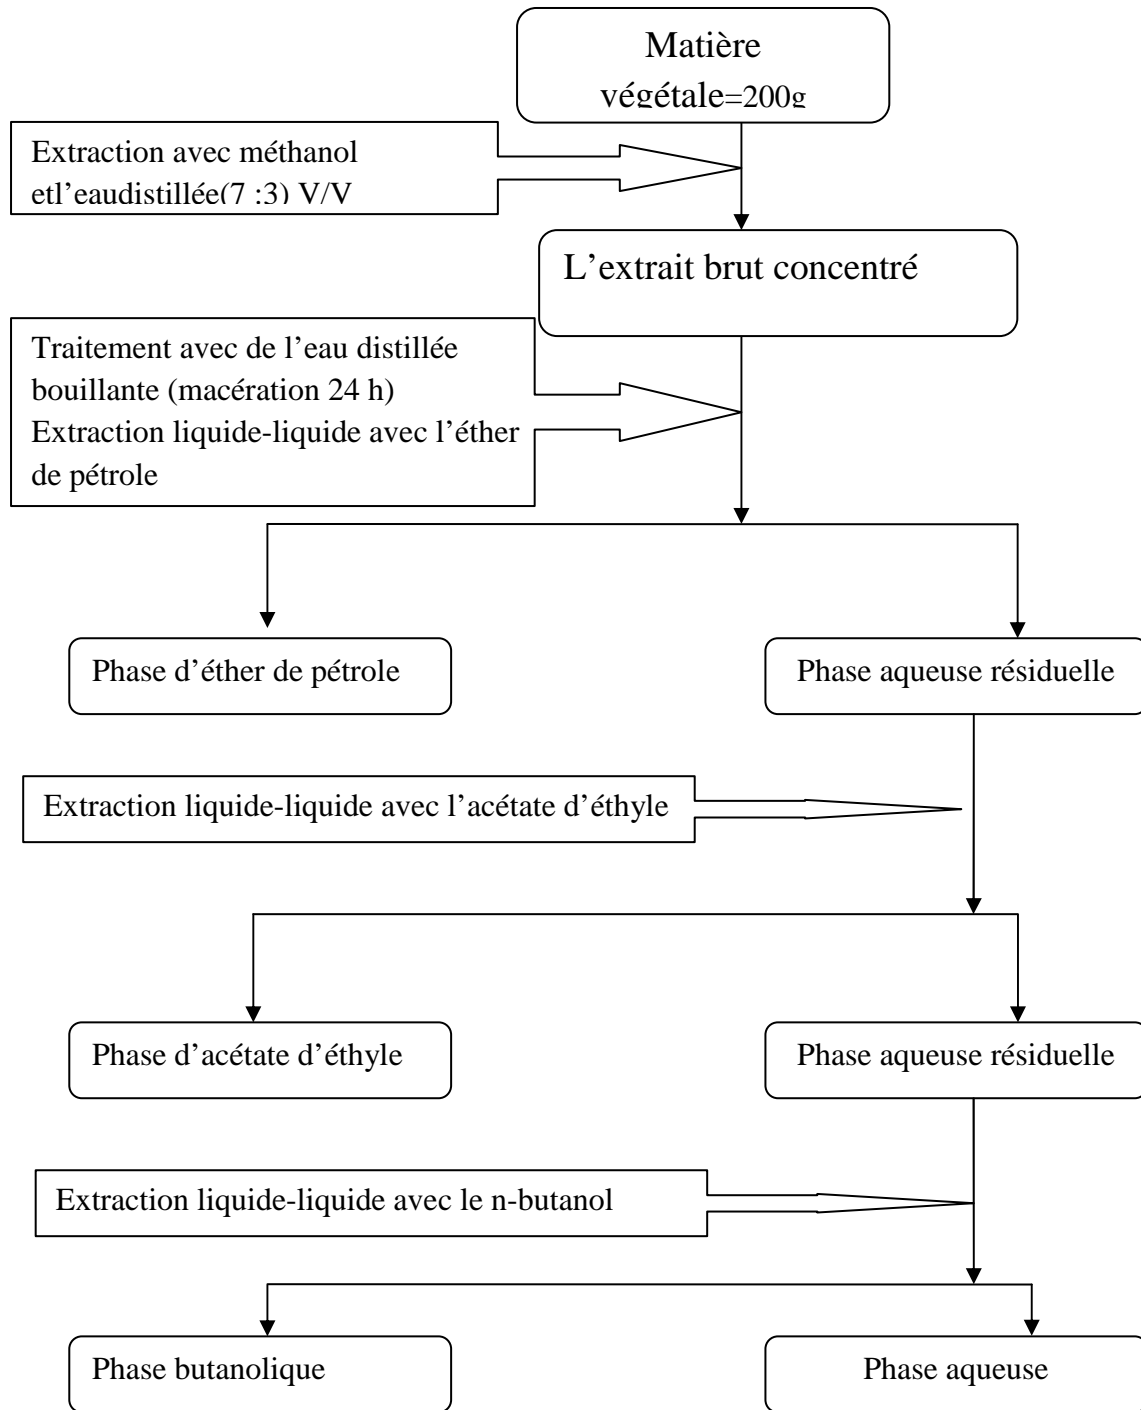 Matière
végétale=200g
Extraction avec méthanol
etl’eaudistillée(7 :3) V/V
L’extrait brut concentré
Traitement avec de l’eau distillée
bouillante (macération 24 h)
Extraction liquide-liquide avec l’éther
de pétrole
Phase d’éther de pétrole
Phase aqueuse résiduelle
Extraction liquide-liquide avec l’acétate d’éthyle
Phase d’acétate d’éthyle
Phase aqueuse résiduelle
Extraction liquide-liquide avec le n-butanol
Phase butanolique
Phase aqueuse